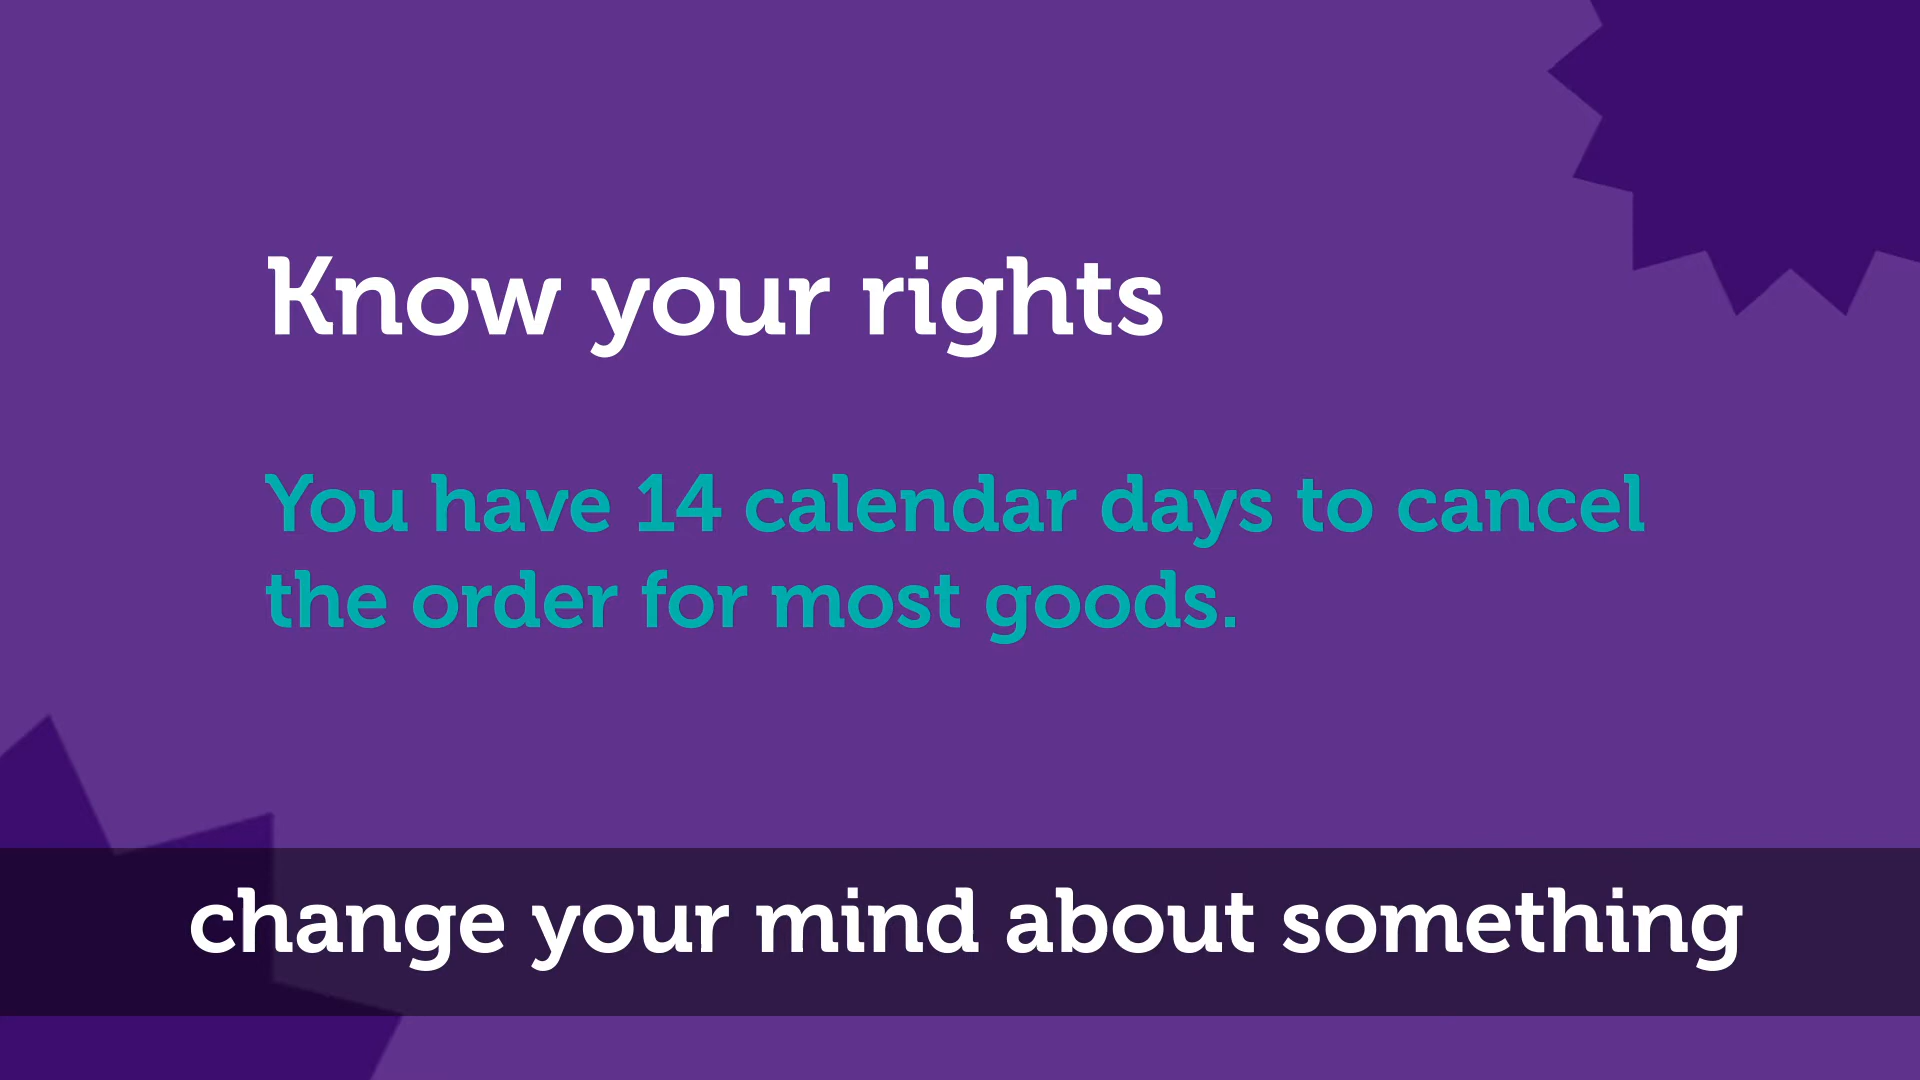 Know your rights
You have 14 calendar days to cancel
the order for most goods.
change your mind about something